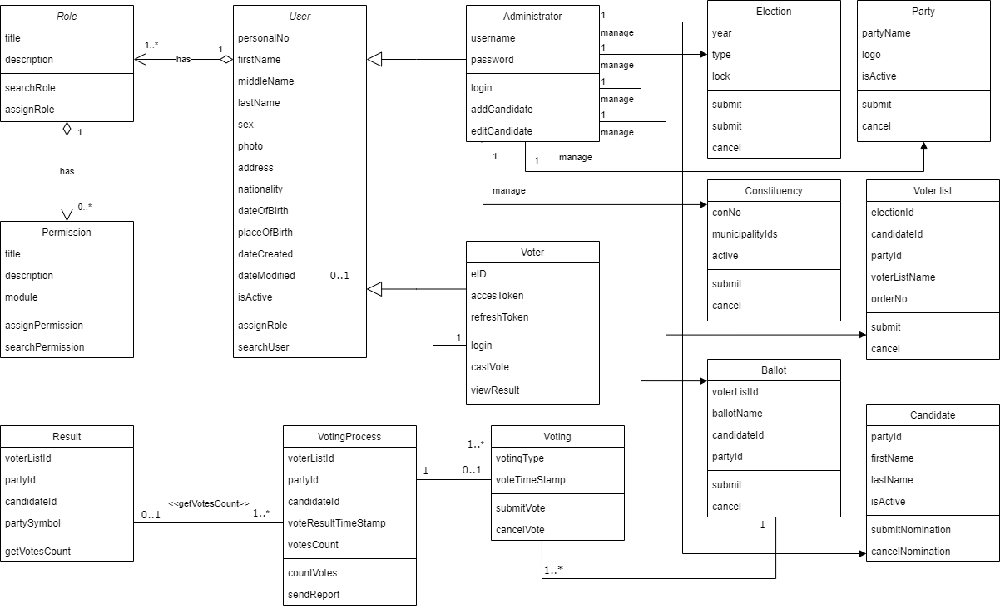 Role
title
description
searchRole
assignRole
1..*
has
1
1
has
0..*
Permission
title
description
module
assignPermission
searchPermission
User
personalNo
firstName
middleName
lastName
sex
photo
address
nationality
dateOfBirth
placeOfBirth
dateCreated
dateModified 0..1
isActive
assignRole
searchUser
Administrator
username
password
login
addCandidate
editCandidate
1
manage
1
manage
1
manage
1
manage
1
manage
1
manage
Election
year
type
lock
submit
submit
cancel
Party
partyName
logo
isActive
submit
cancel
Constituency
conNo
municipalityIds
active
submit
cancel
Voter list
electionId
candidateId
partyId
voterListName
orderNo
submit
cancel
Voter
eID
accesToken
refreshToken
login
castVote
viewResult
1
1..*
Ballot
voterListId
ballotName
candidateId
partyId
submit
cancel
1
1..*
Candidate
partyId
firstName
lastName
isActive
submitNomination
cancelNomination
Result
voterListId
partyId
candidateId
partySymbol
getVotesCount
0..1
<<getVotesCount>>
1..*
VotingProcess
voterListId
partyId
candidateId
voteResultTimeStamp
votesCount
countVotes
sendReport
1
0..1
Voting
votingType
voteTimeStamp
submitVote
cancelVote